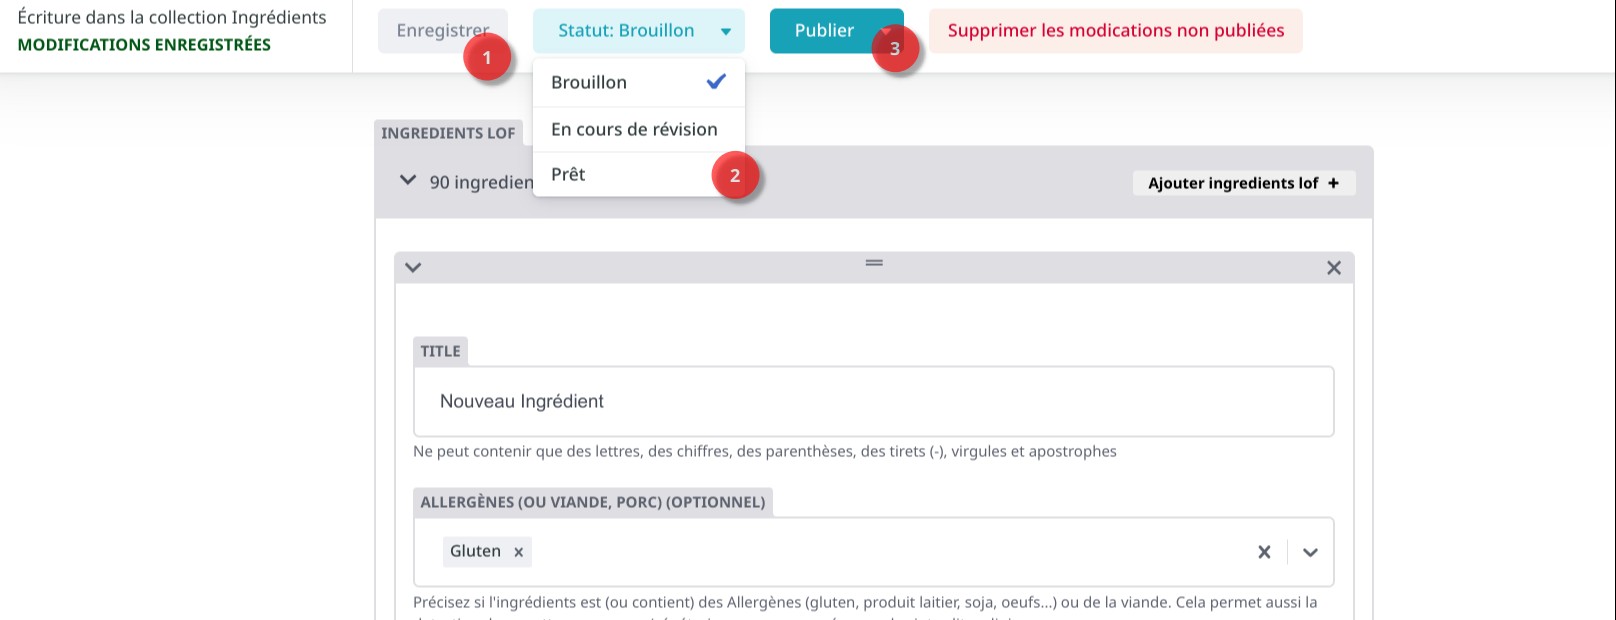 Écriture dans la collection Ingrédients
MODIFICATIONS ENREGISTRÉES
Enregistrer
1
Statut: Brouillon
Publier
3
Supprimer les modications non publiées
Brouillon
En cours de révision
Prêt
2
INGREDIENTS LOF
90 ingredien
Ajouter ingredients lof +
TITLE
Nouveau Ingrédient
Ne peut contenir que des lettres, des chiffres, des parenthèses, des tirets (-), virgules et apostrophes
ALLERGÈNES (OU VIANDE, PORC) (OPTIONNEL)
Gluten x
Précisez si l'ingrédients est (ou contient) des Allergènes (gluten, produit laitier, soja, oeufs...) ou de la viande. Cela permet aussi la